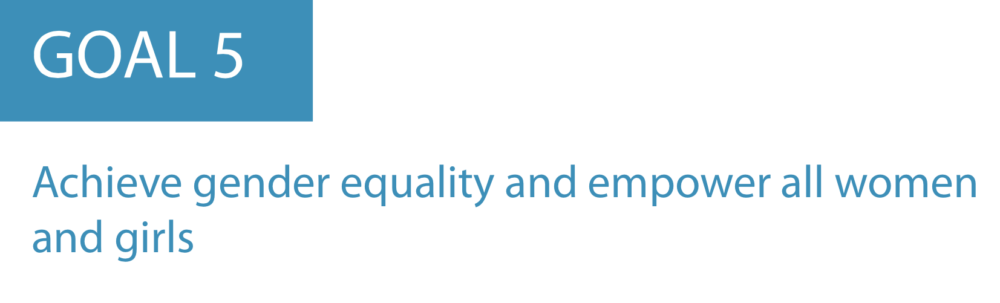 GOAL 5
Achieve gender equality and empower all women
and girls